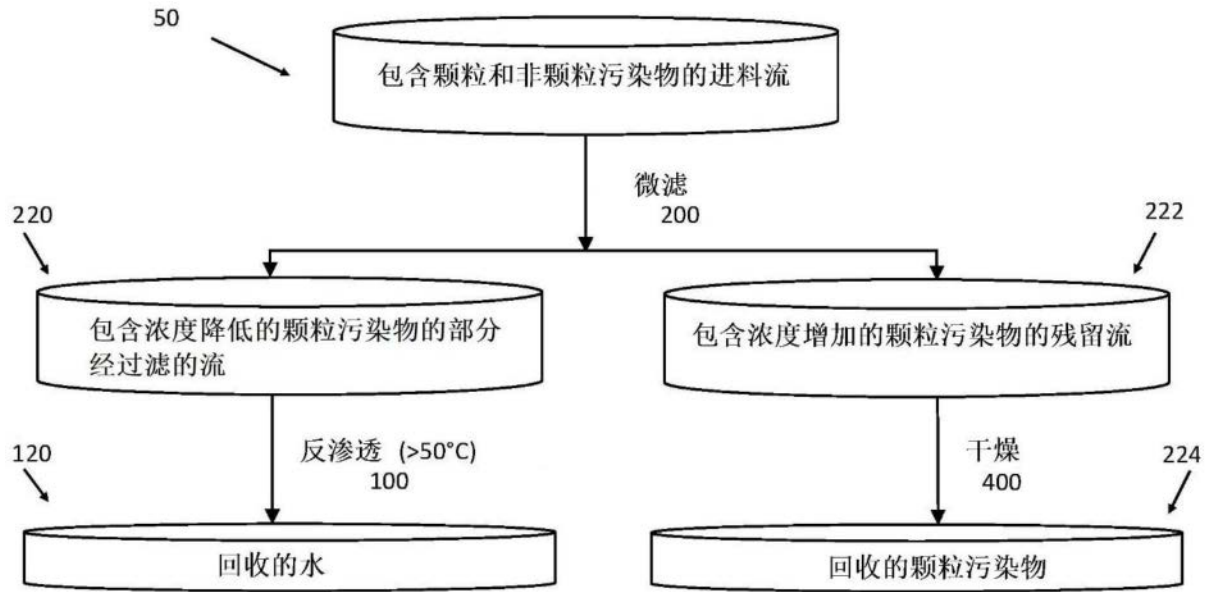 50
包含颗粒和非颗粒污染物的进料流
微滤
200
220
222
包含浓度降低的颗粒污染物的部分
经过滤的流
包含浓度增加的颗粒污染物的残留流
120
反渗透 (>50°C)
100
干燥
400
224
回收的水
回收的颗粒污染物